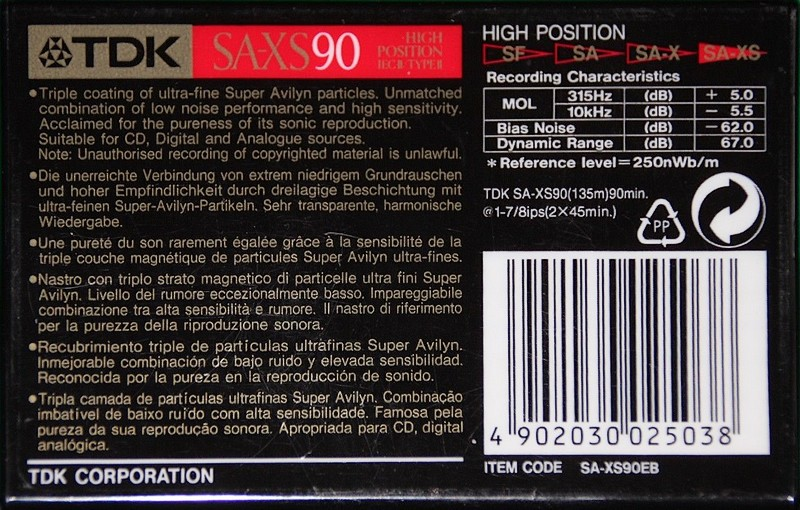 TDK SA-XS90 HIGH POSITION IEC II·TYPE II
•Triple coating of ultra-fine Super Avilyn particles. Unmatched
combination of low noise performance and high sensitivity.
Acclaimed for the pureness of its sonic reproduction.
Suitable for CD, Digital and Analogue sources.
Note: Unauthorised recording of copyrighted material is unlawful.
•Die unerreichte Verbindung von extrem niedrigem Grundrauschen
und hoher Empfindlichkeit durch dreilagige Beschichtung mit
ultra-feinen Super-Avilyn-Partikeln. Sehr transparente, harmonische
Wiedergabe.
•Une pureté du son rarement égalée grâce à la sensibilité de la
triple couche magnétique de particules Super Avilyn ultra-fines.
•Nastro con triplo strato magnetico di particelle ultra fini Super
Avilyn. Livello del rumore eccezionalmente basso. Impareggiabile
combinazione tra alta sensibilità e rumore. Il nastro di riferimento
per la purezza della riproduzione sonora.
•Recubrimiento triple de partículas ultrafinas Super Avilyn.
Inmejorable combinación de bajo ruido y elevada sensibilidad.
Reconocida por la pureza en la reproducción de sonido.
•Tripla camada de partículas ultrafinas Super Avilyn. Combinação
imbatível de baixo ruído com alta sensibilidade. Famosa pela
pureza da sua reprodução sonora. Apropriada para CD, digital
analógica.
TDK CORPORATION
HIGH POSITION
SF SA SA-X SA-XS
Recording Characteristics
MOL 315Hz (dB) + 5.0
10kHz (dB) − 5.5
Bias Noise (dB) −62.0
Dynamic Range (dB) 67.0
*Reference level=250nWb/m
TDK SA-XS90(135m)90min.
@1-7/8ips(2×45min.)
PP
4 902030 025038
ITEM CODE SA-XS90EB